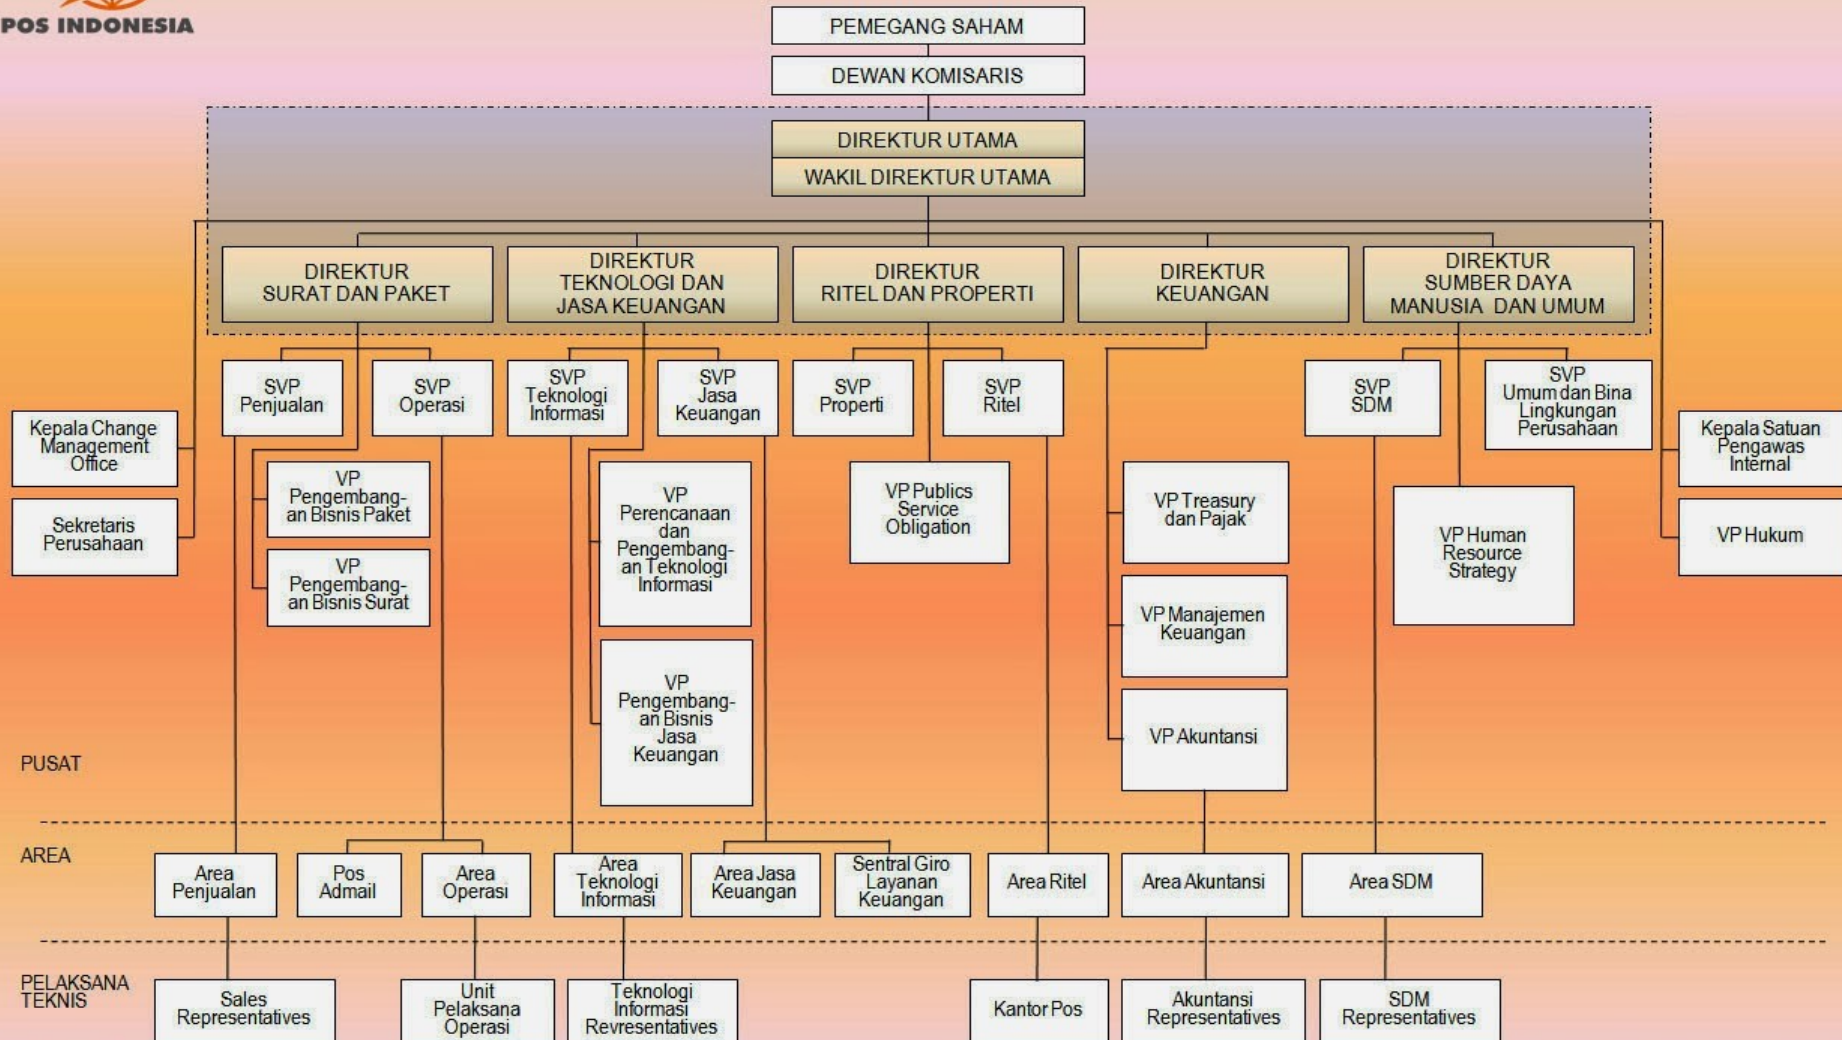 POS INDONESIA
PEMEGANG SAHAM
DEWAN KOMISARIS
DIREKTUR UTAMA
WAKIL DIREKTUR UTAMA
DIREKTUR
SURAT DAN PAKET
DIREKTUR
TEKNOLOGI DAN
JASA KEUANGAN
DIREKTUR
RITEL DAN PROPERTI
DIREKTUR
KEUANGAN
DIREKTUR
SUMBER DAYA
MANUSIA DAN UMUM
SVP
Penjualan
SVP
Operasi
SVP
Teknologi
Informasi
SVP
Jasa
Keuangan
SVP
Properti
SVP
Ritel
SVP
SDM
SVP
Umum dan Bina
Lingkungan
Perusahaan
Kepala Change
Management
Office
Sekretaris
Perusahaan
Kepala Satuan
Pengawas
Internal
VP Hukum
VP
Pengembang-
an Bisnis Paket
VP
Pengembang-
an Bisnis Surat
VP
Perencanaan
dan
Pengembang-
an Teknologi
Informasi
VP
Pengembang-
an Bisnis
Jasa
Keuangan
VP Publics
Service
Obligation
VP Treasury
dan Pajak
VP Manajemen
Keuangan
VP Akuntansi
VP Human
Resource
Strategy
PUSAT
AREA
Area
Penjualan
Pos
Admail
Area
Operasi
Area
Teknologi
Informasi
Area Jasa
Keuangan
Sentral Giro
Layanan
Keuangan
Area Ritel
Area Akuntansi
Area SDM
PELAKSANA
TEKNIS
Sales
Representatives
Unit
Pelaksana
Operasi
Teknologi
Informasi
Revresentatives
Kantor Pos
Akuntansi
Representatives
SDM
Representatives